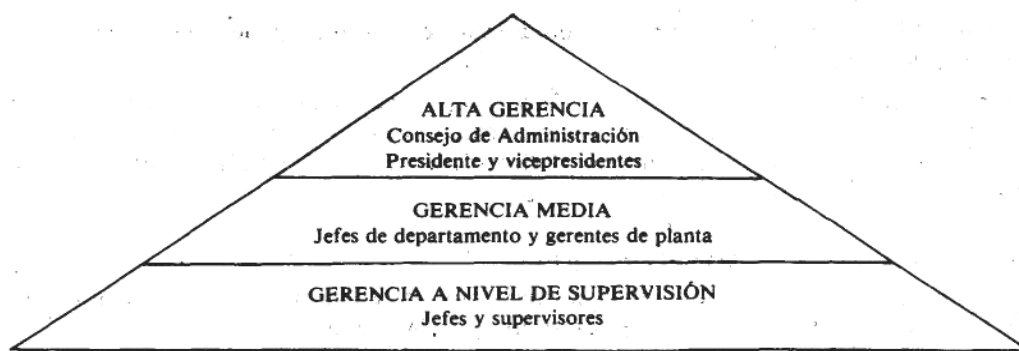 ALTA GERENCIA
Consejo de Administración
Presidente y vicepresidentes
GERENCIA MEDIA
Jefes de departamento y gerentes de planta
GERENCIA A NIVEL DE SUPERVISIÓN
Jefes y supervisores